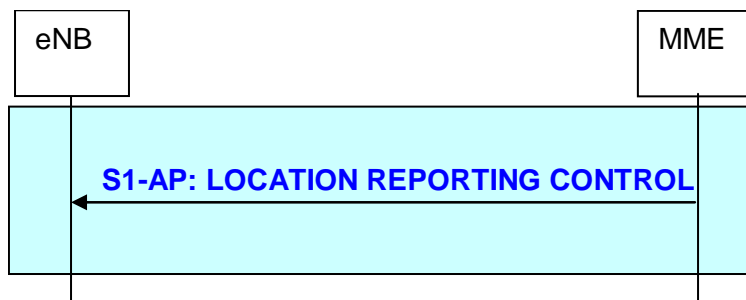 eNB
MME
S1-AP: LOCATION REPORTING CONTROL